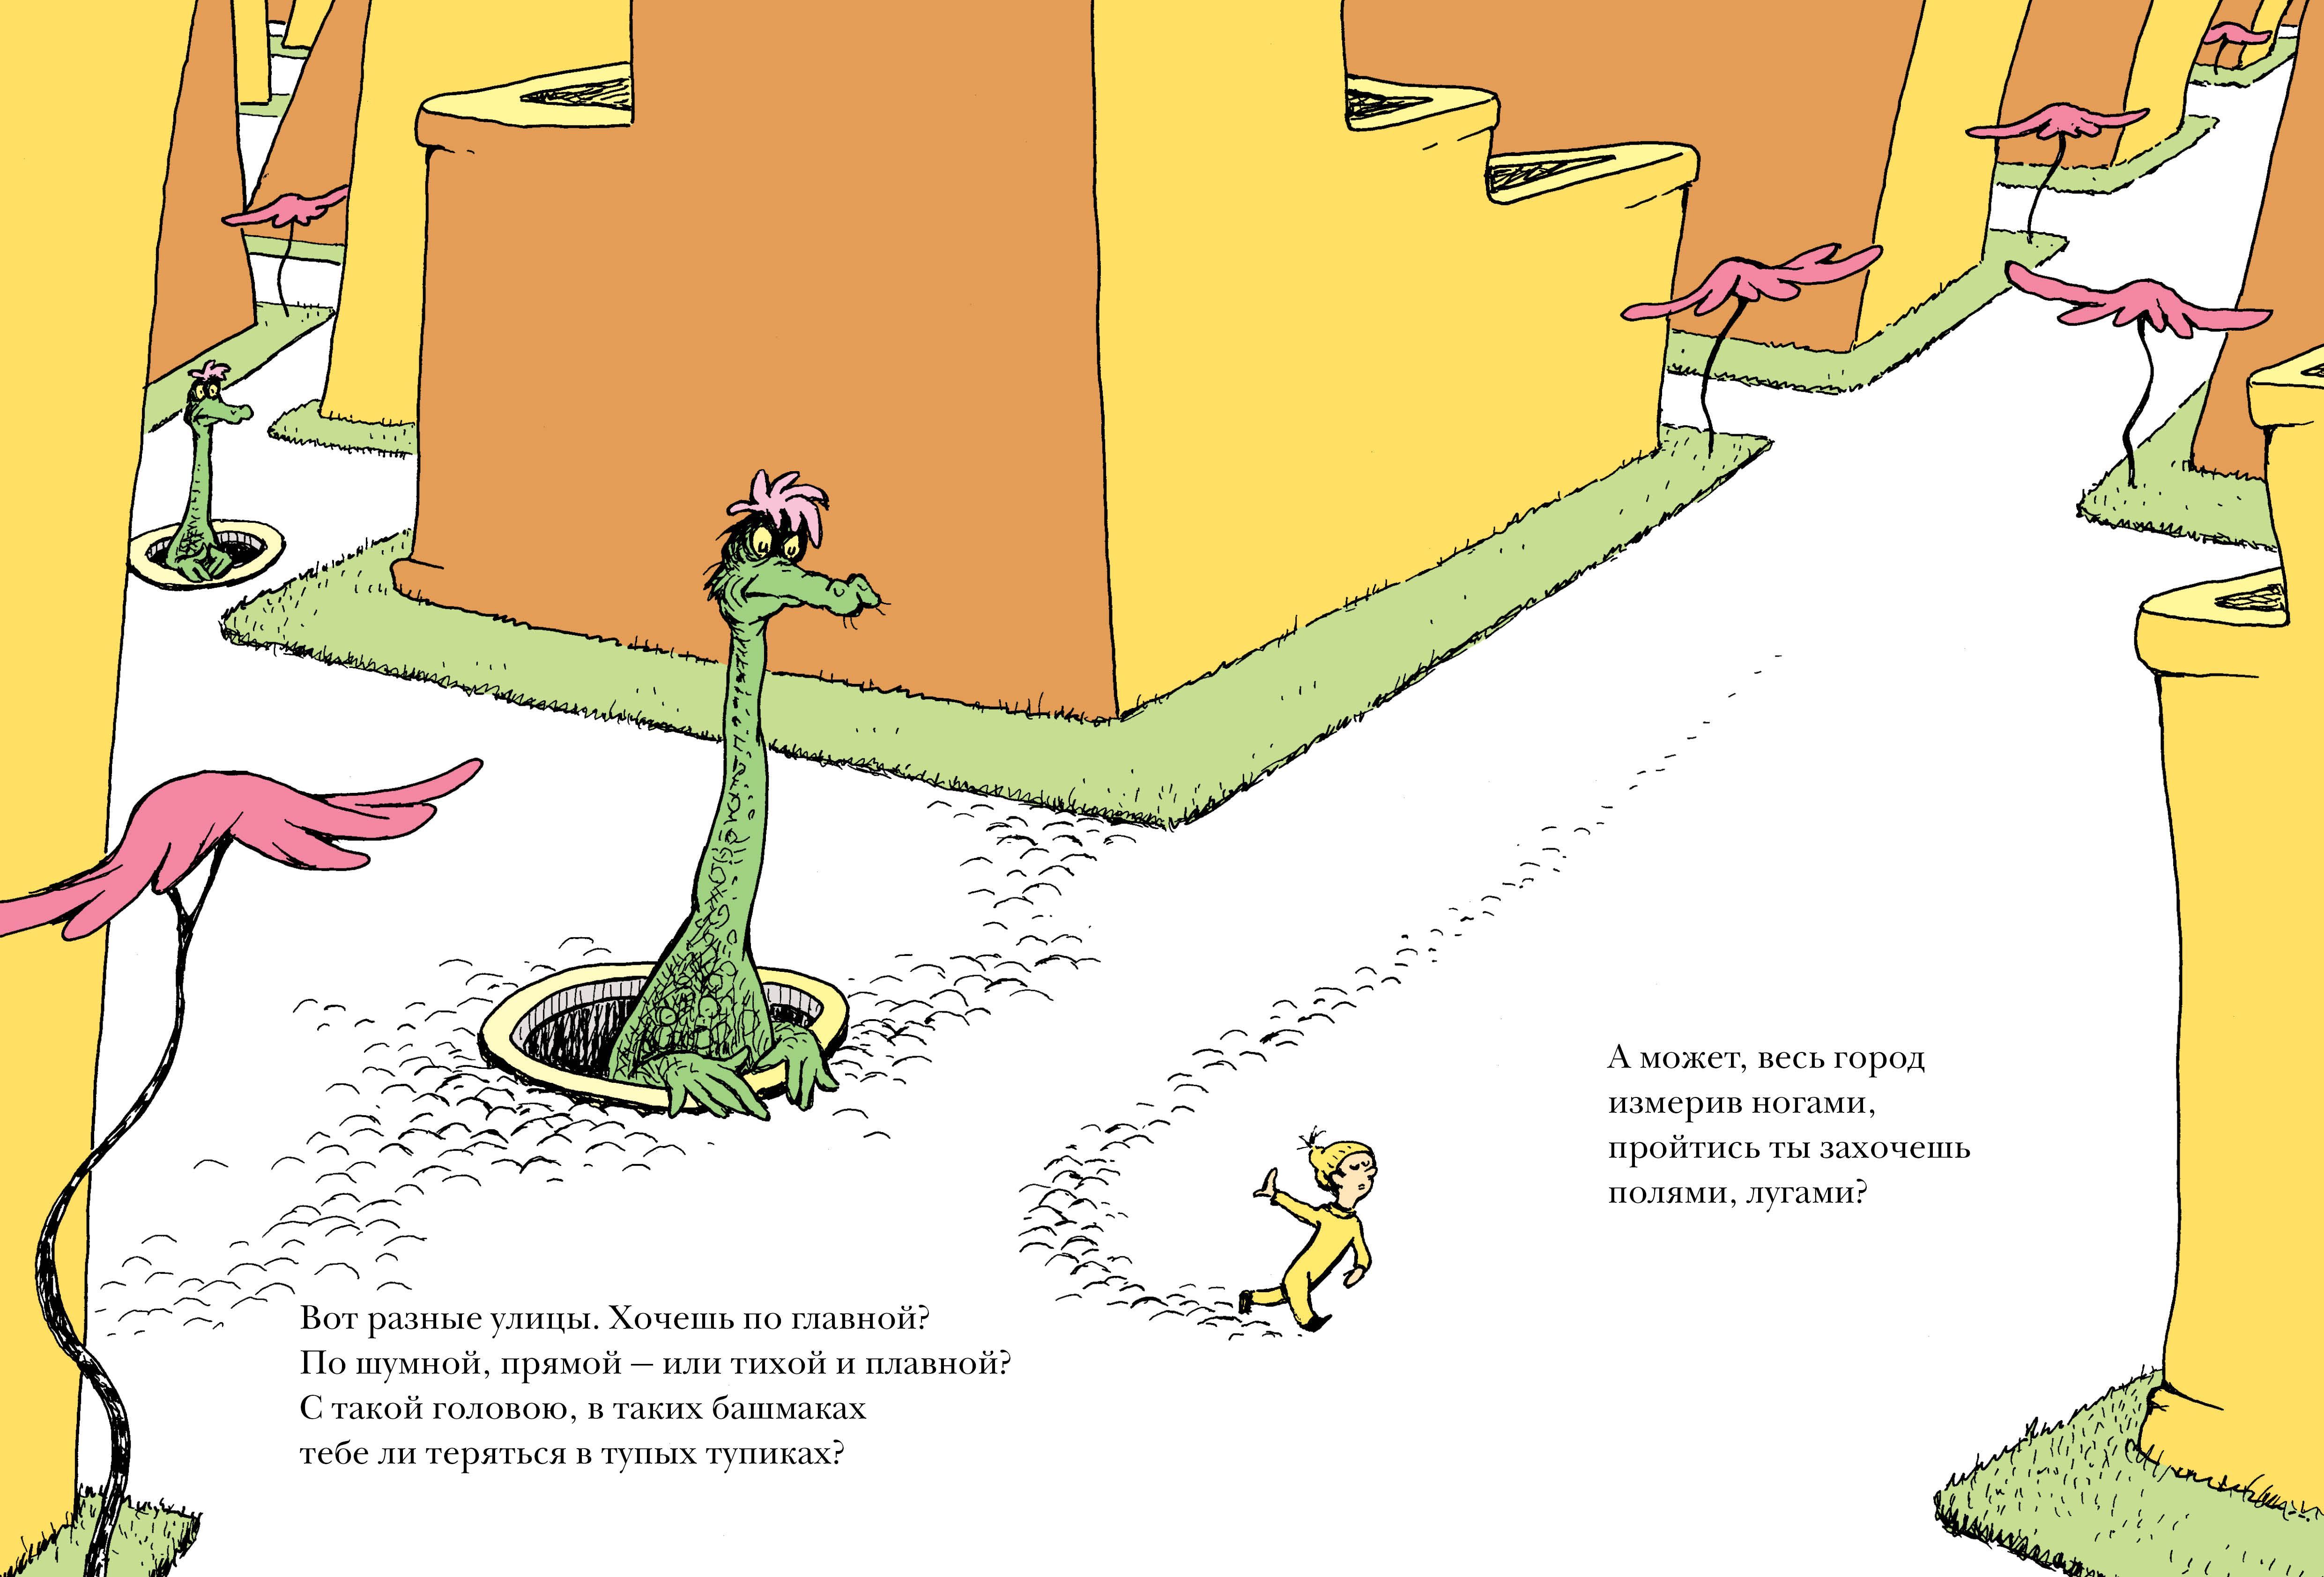 Вот разные улицы. Хочешь по главной?
По шумной, прямой — или тихой и плавной?
С такой головою, в таких башмаках
тебе ли теряться в тупых тупиках?
А может, весь город
измерив ногами,
пройтись ты захочешь
полями, лугами?